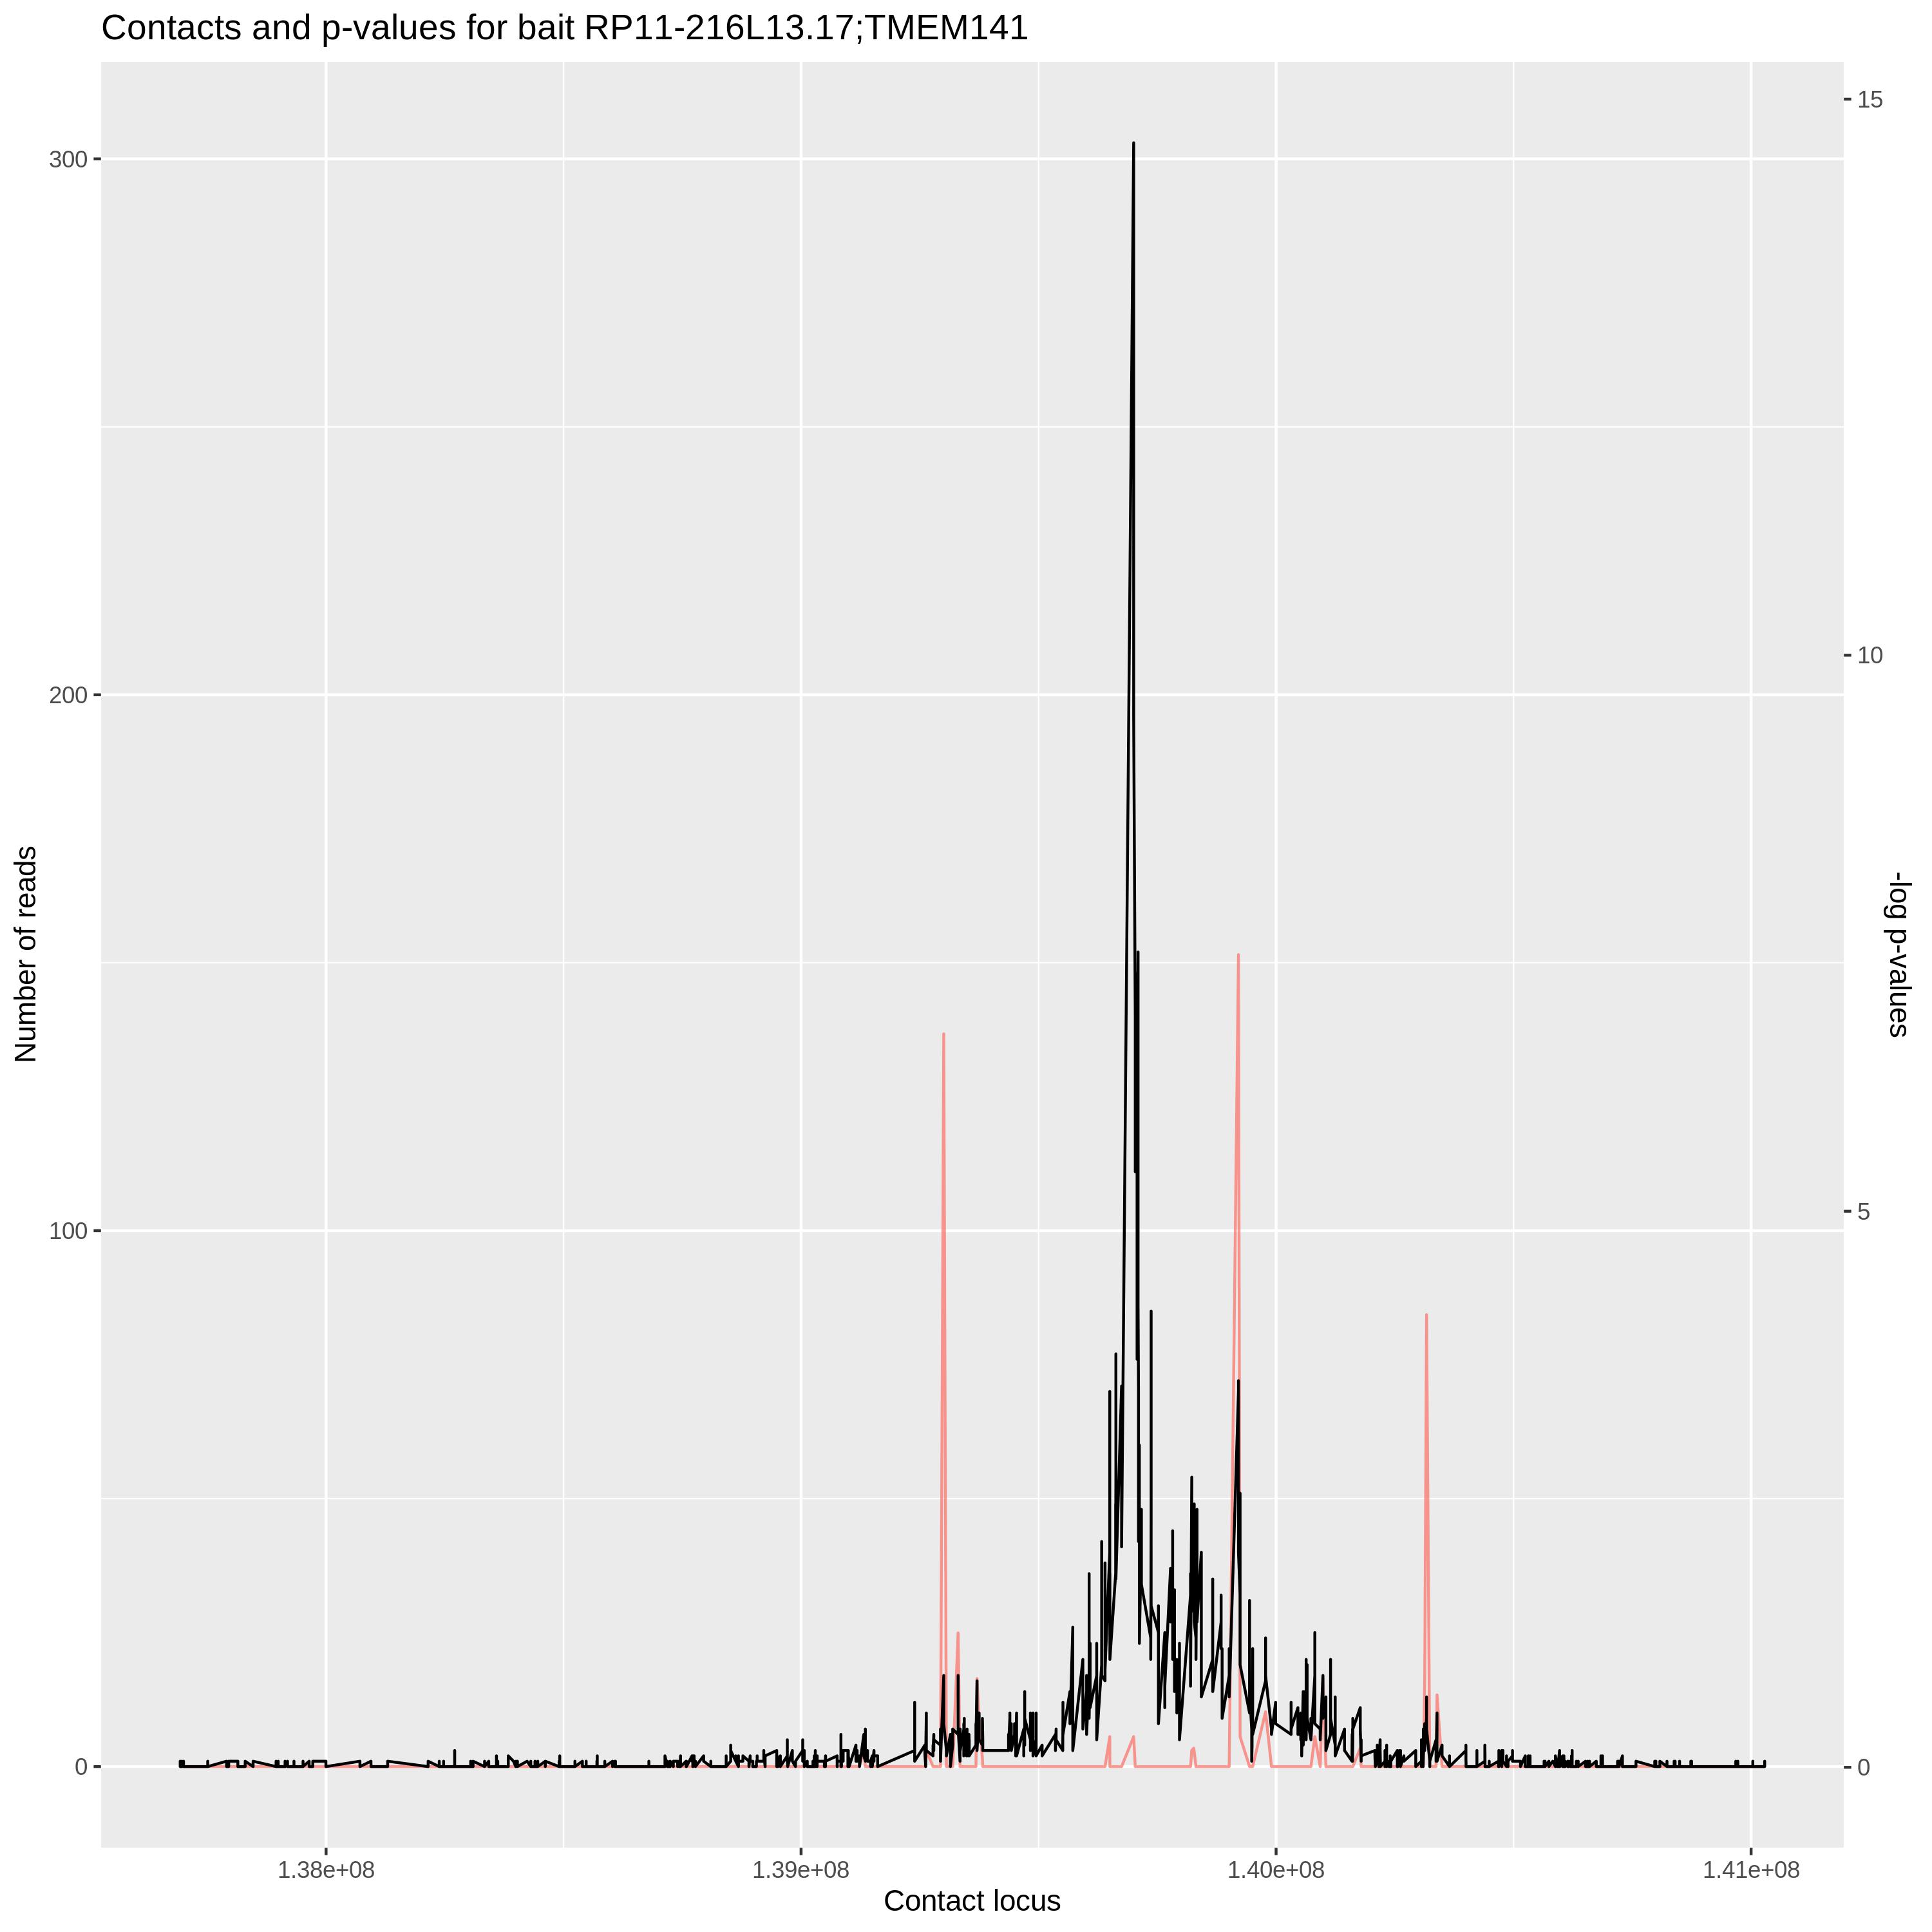 Contacts and p-values for bait RP11-216L13.17;TMEM141
300
200
100
0
15
10
5
0
Number of reads
-log p-values
1.38e+08
1.39e+08
1.40e+08
1.41e+08
Contact locus